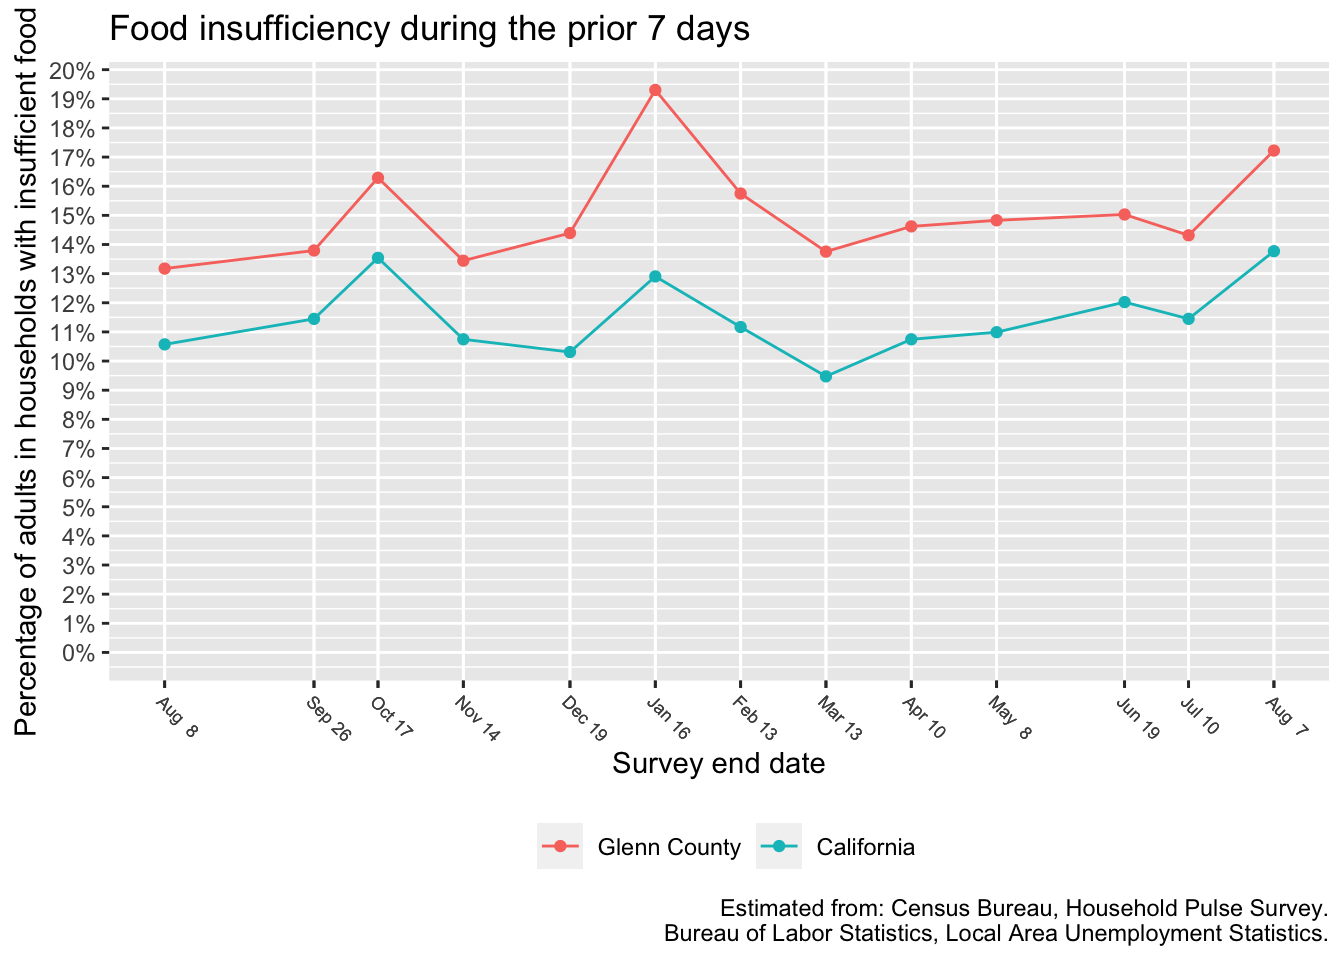 Food insufficiency during the prior 7 days
Percentage of adults in households with insufficient food
20%
19%
18%
17%
16%
15%
14%
13%
12%
11%
10%
9%
8%
7%
6%
5%
4%
3%
2%
1%
0%
Aug 8
Sep 26
Oct 17
Nov 14
Dec 19
Jan 16
Feb 13
Mar 13
Apr 10
May 8
Jun 19
Jul 10
Aug 7
Survey end date
Glenn County
California
Estimated from: Census Bureau, Household Pulse Survey.
Bureau of Labor Statistics, Local Area Unemployment Statistics.